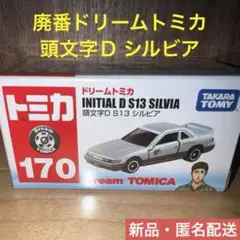 廃番ドリームトミカ
頭文字D シルビア
トミカ
Dream TOMICA
170
ドリームトミカ
INITIAL D S13 SILVIA
頭文字D S13 シルビア
TAKARA TOMY
Dream TOMICA
新品・匿名配送